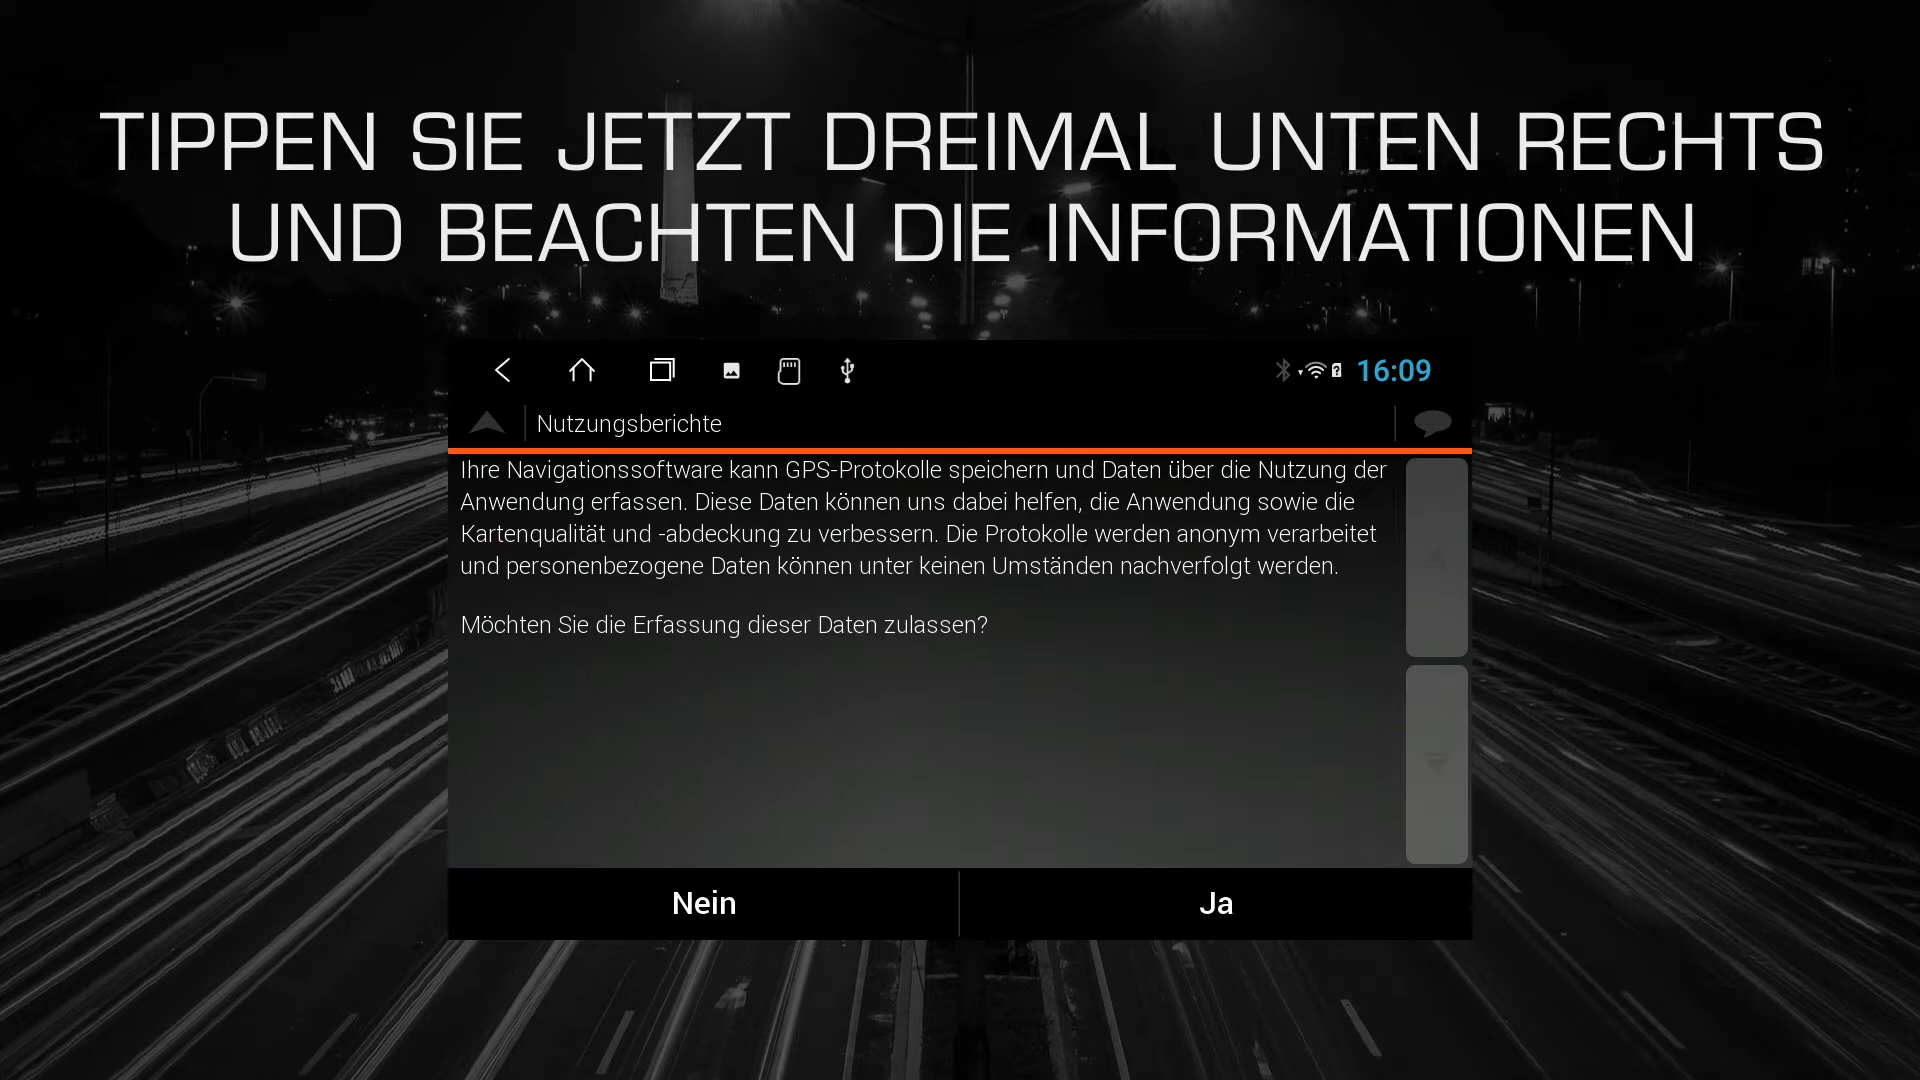 TIPPEN SIE JETZT DREIMAL UNTEN RECHTS
UND BEACHTEN DIE INFORMATIONEN
16:09
Nutzungsberichte
Ihre Navigationssoftware kann GPS-Protokolle speichern und Daten über die Nutzung der
Anwendung erfassen. Diese Daten können uns dabei helfen, die Anwendung sowie die
Kartenqualität und -abdeckung zu verbessern. Die Protokolle werden anonym verarbeitet
und personenbezogene Daten können unter keinen Umständen nachverfolgt werden.
Möchten Sie die Erfassung dieser Daten zulassen?
Nein
Ja